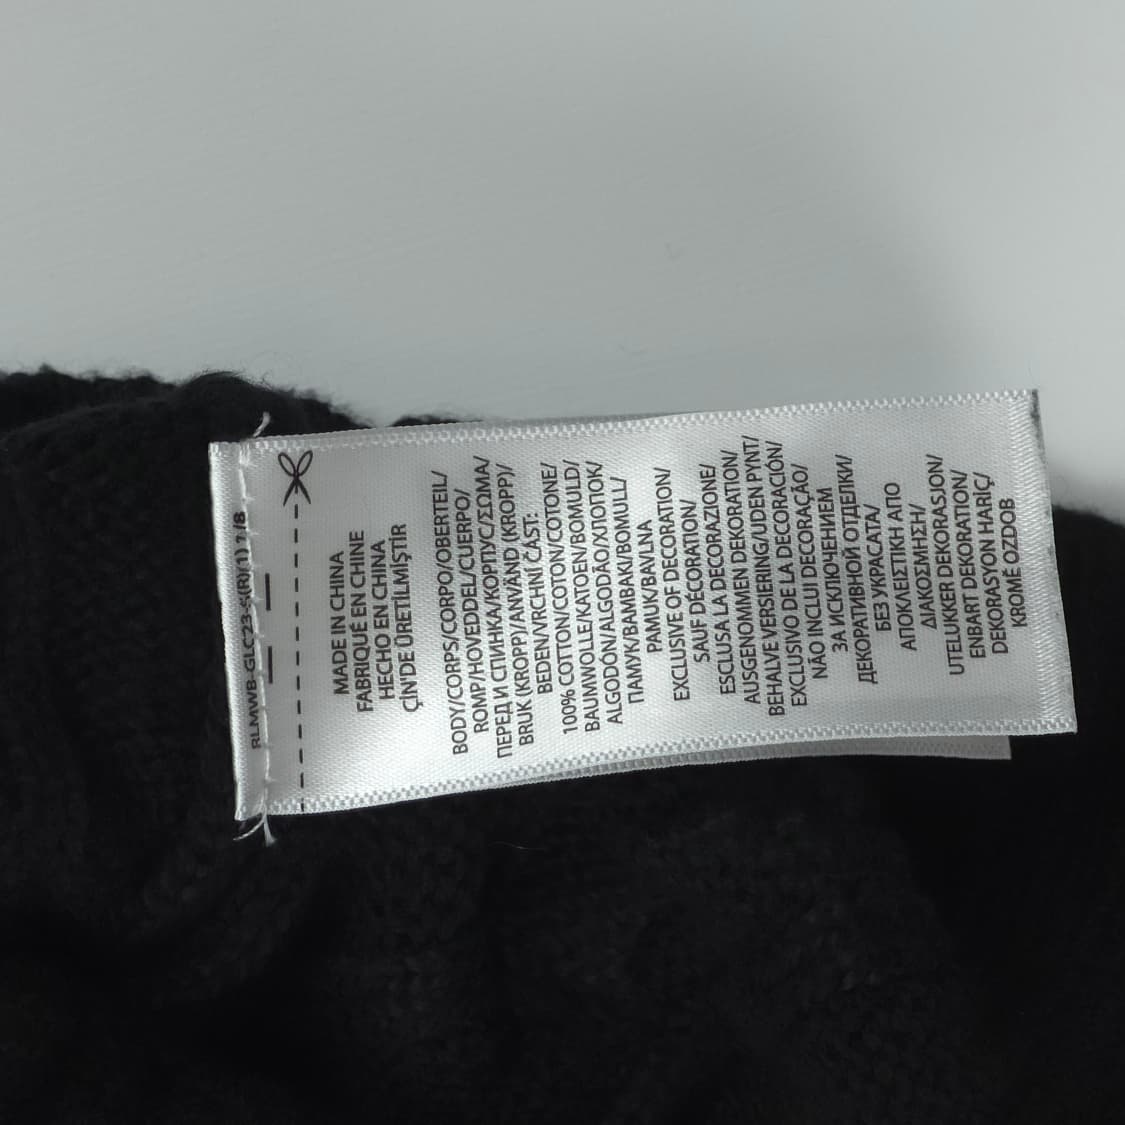 RLMWB-GLC23-S(R)(1) 7/8
MADE IN CHINA
FABRIQUÉ EN CHINE
HECHO EN CHINA
ÇİN'DE ÜRETİLMİŞTİR
BODY/CORPS/CORPO/OBERTEIL/
ROMP/HOVEDDEL/CUERPO/
ПЕРЕД И СПИНКА/КОРПУС/ΣΩΜΑ/
BRUK (KROPP)/ANVÄND (KROPP)/
BEDEN/VRCHNÍ ČÁST:
100% COTTON/COTON/COTONE/
BAUMWOLLE/KATOEN/BOMULD/
ALGODÓN/ALGODÃO/ХЛОПОК/
ПАМУК/ΒΑΜΒΑΚΙ/BOMULL/
PAMUK/BAVLNA
EXCLUSIVE OF DECORATION/
SAUF DÉCORATION/
ESCLUSA LA DECORAZIONE/
AUSGENOMMEN DEKORATION/
BEHALVE VERSIERING/UDEN PYNT/
EXCLUSIVO DE LA DECORACIÓN/
NÃO INCLUI DECORAÇÃO/
ЗА ИСКЛЮЧЕНИЕМ
ДЕКОРАТИВНОЙ ОТДЕЛКИ/
БЕЗ УКРАСАТА/
ΑΠΟΚΛΕΙΣΤΙΚΗ ΑΠΟ
ΔΙΑΚΟΣΜΗΣΗ/
UTELUKKER DEKORASJON/
ENBART DEKORATION/
DEKORASYON HARİÇ/
KROMĚ OZDOB